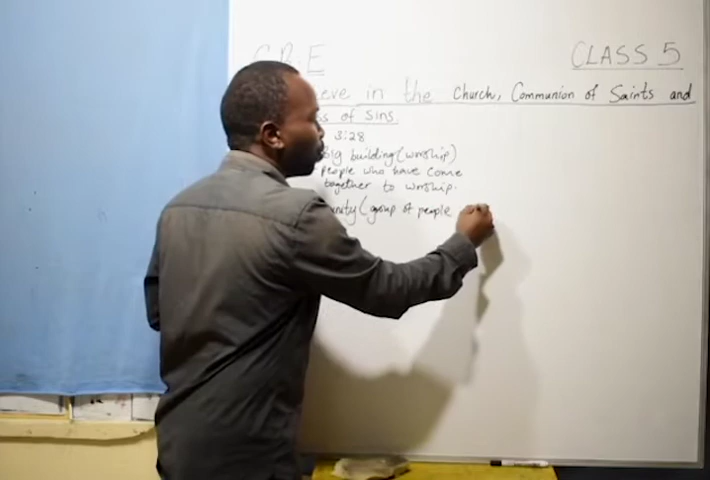 C.R.E
CLASS 5
eve in the Church, Communion of Saints and
s of sins.
3:28
big building (worship)
people who have come
together to worship.
nity (group of people